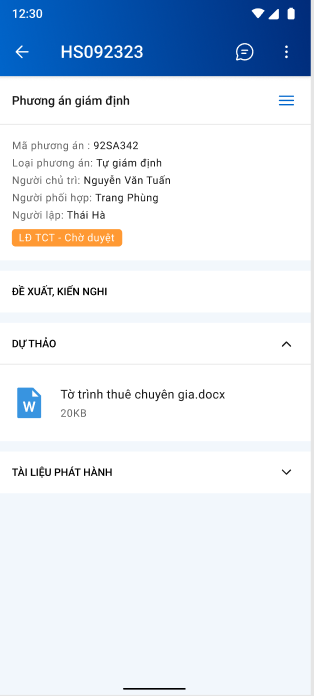 12:30
HS092323
Phương án giám định
Mã phương án : 92SA342
Loại phương án: Tự giám định
Người chủ trì: Nguyễn Văn Tuấn
Người phối hợp: Trang Phùng
Người lập: Thái Hà
LĐ TCT - Chờ duyệt
ĐỀ XUẤT, KIẾN NGHI
DỰ THẢO
W
Tờ trình thuê chuyên gia.docx
20KB
TÀI LIỆU PHÁT HÀNH